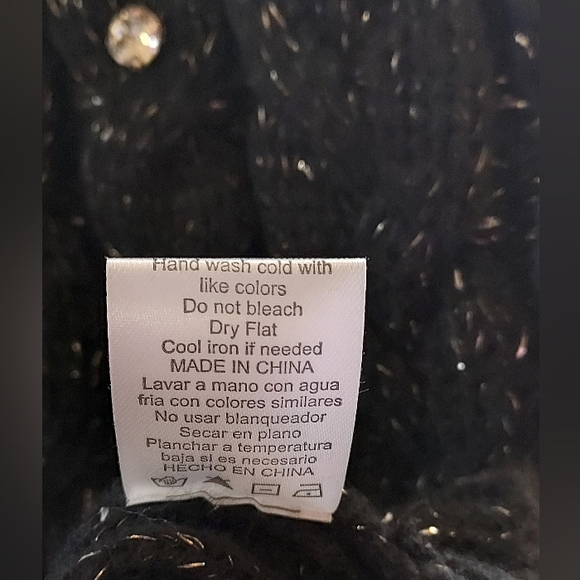 Hand wash cold with
like colors
Do not bleach
Dry Flat
Cool iron if needed
MADE IN CHINA
Lavar a mano con agua
fria con colores similares
No usar blanqueador
Secar en plano
Planchar a temperatura
baja si es necesario
HECHO EN CHINA